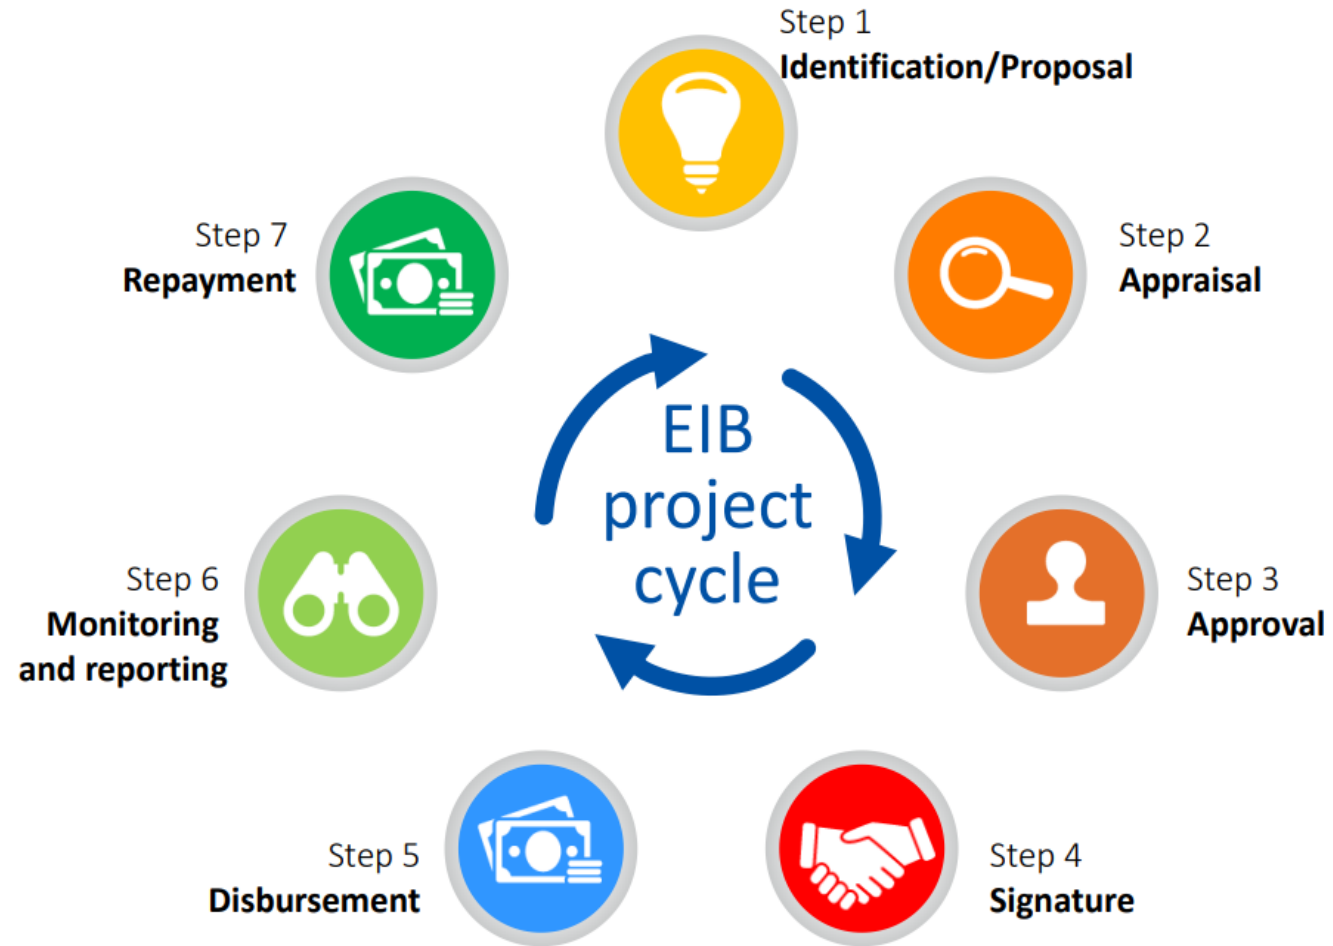 Step 1
Identification/Proposal
Step 2
Appraisal
Step 3
Approval
Step 4
Signature
Step 5
Disbursement
Step 6
Monitoring
and reporting
Step 7
Repayment
EIB
project
cycle